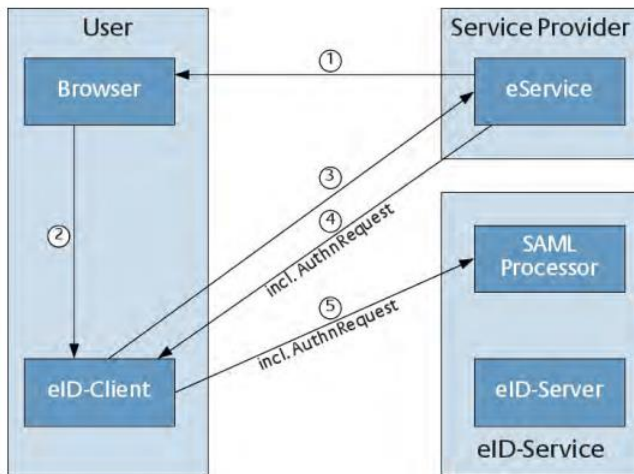 User
Service Provider
Browser
①
eService
③
②
④
incl. AuthnRequest
SAML
Processor
⑤
incl. AuthnRequest
eID-Client
eID-Server
eID-Service